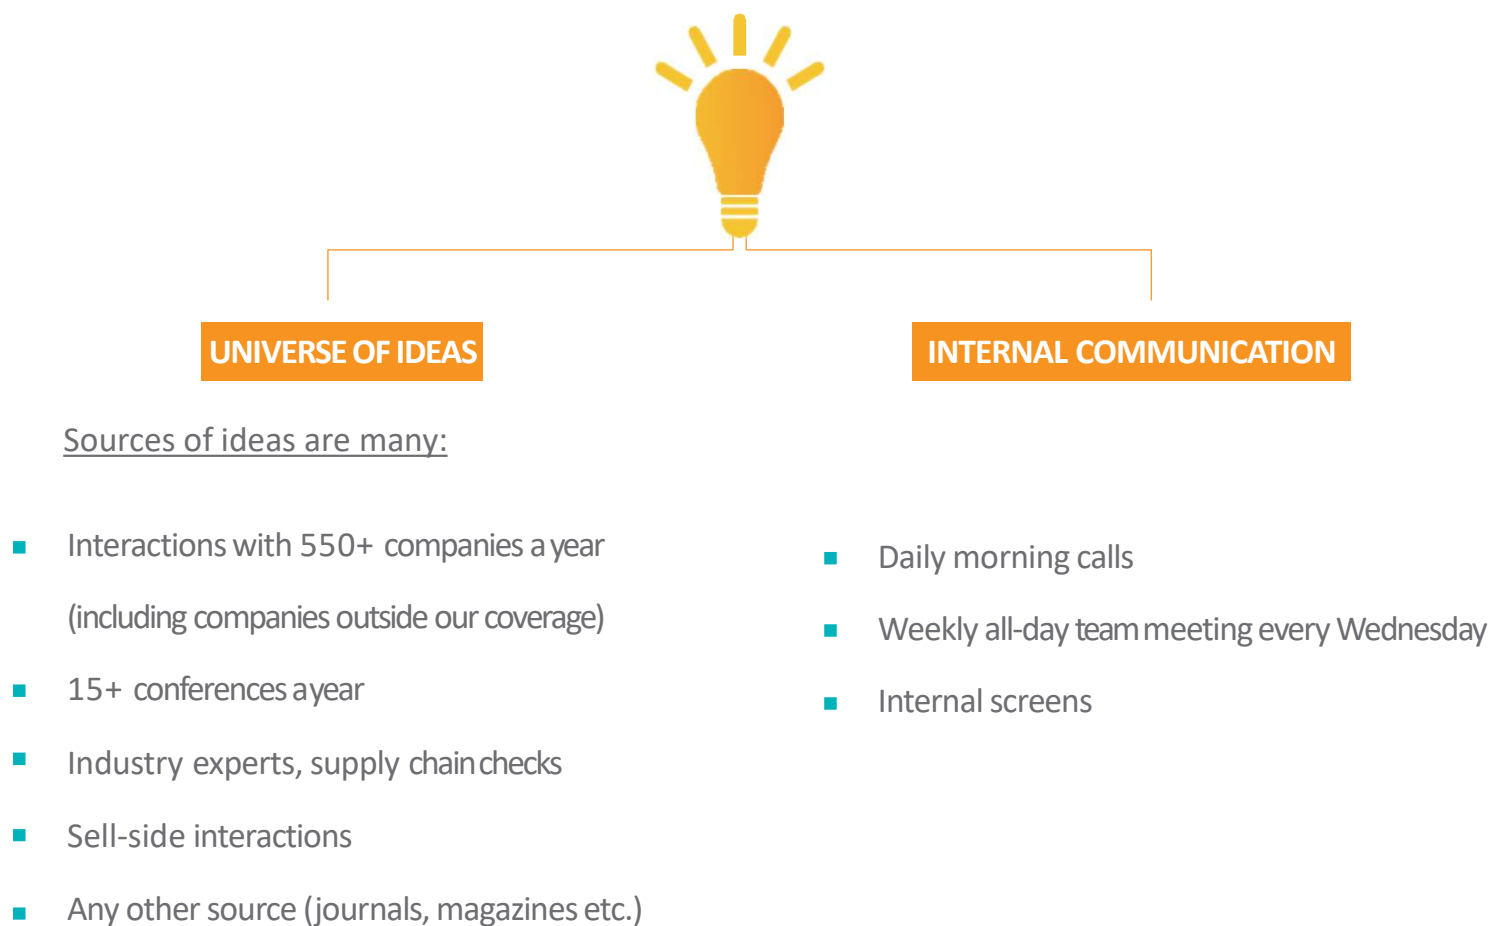 UNIVERSE OF IDEAS
Sources of ideas are many:
Interactions with 550+ companies a year
(including companies outside our coverage)
15+ conferences a year
Industry experts, supply chain checks
Sell-side interactions
Any other source (journals, magazines etc.)
INTERNAL COMMUNICATION
Daily morning calls
Weekly all-day team meeting every Wednesday
Internal screens